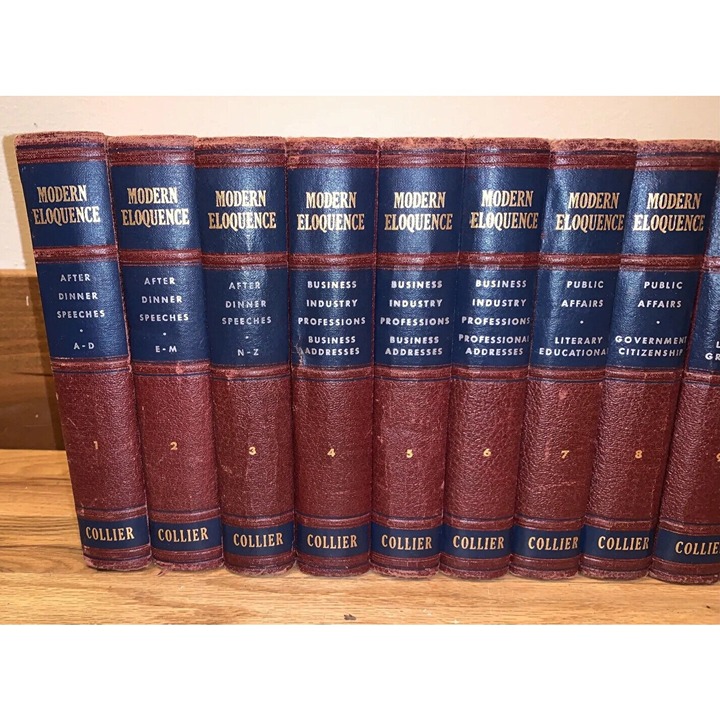 MODERN
ELOQUENCE
AFTER
DINNER
SPEECHES
A-D
1
COLLIER
MODERN
ELOQUENCE
AFTER
DINNER
SPEECHES
E-M
2
COLLIER
MODERN
ELOQUENCE
AFTER
DINNER
SPEECHES
N-Z
3
COLLIER
MODERN
ELOQUENCE
BUSINESS
INDUSTRY
PROFESSIONS
BUSINESS
ADDRESSES
4
COLLIER
MODERN
ELOQUENCE
BUSINESS
INDUSTRY
PROFESSIONS
BUSINESS
ADDRESSES
5
COLLIER
MODERN
ELOQUENCE
BUSINESS
INDUSTRY
PROFESSIONS
PROFESSIONAL
ADDRESSES
6
COLLIER
MODERN
ELOQUENCE
PUBLIC
AFFAIRS
LITERARY
EDUCATIONAL
7
COLLIER
MODERN
ELOQUENCE
PUBLIC
AFFAIRS
GOVERNMENT
CITIZENSHIP
8
COLLIER